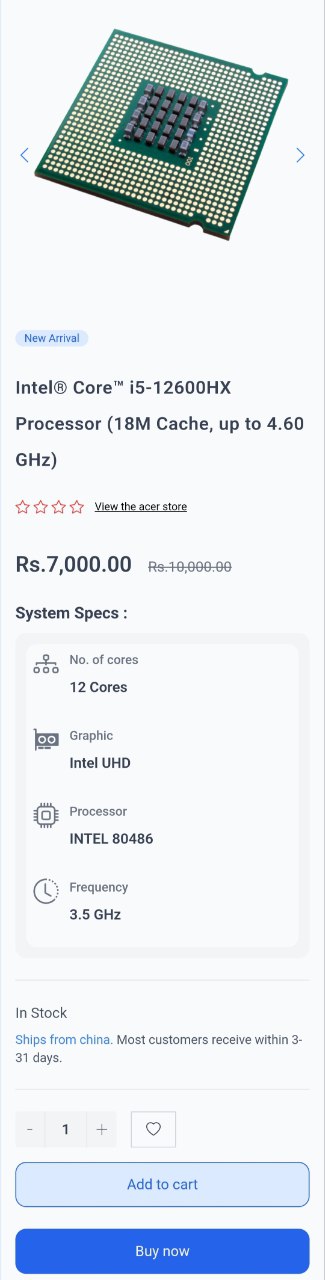 New Arrival
Intel® Core™ i5-12600HX
Processor (18M Cache, up to 4.60
GHz)
View the acer store
Rs.7,000.00 Rs.10,000.00
System Specs :
No. of cores
12 Cores
Graphic
Intel UHD
Processor
INTEL 80486
Frequency
3.5 GHz
In Stock
Ships from china. Most customers receive within 3-
31 days.
- 1 +
Add to cart
Buy now